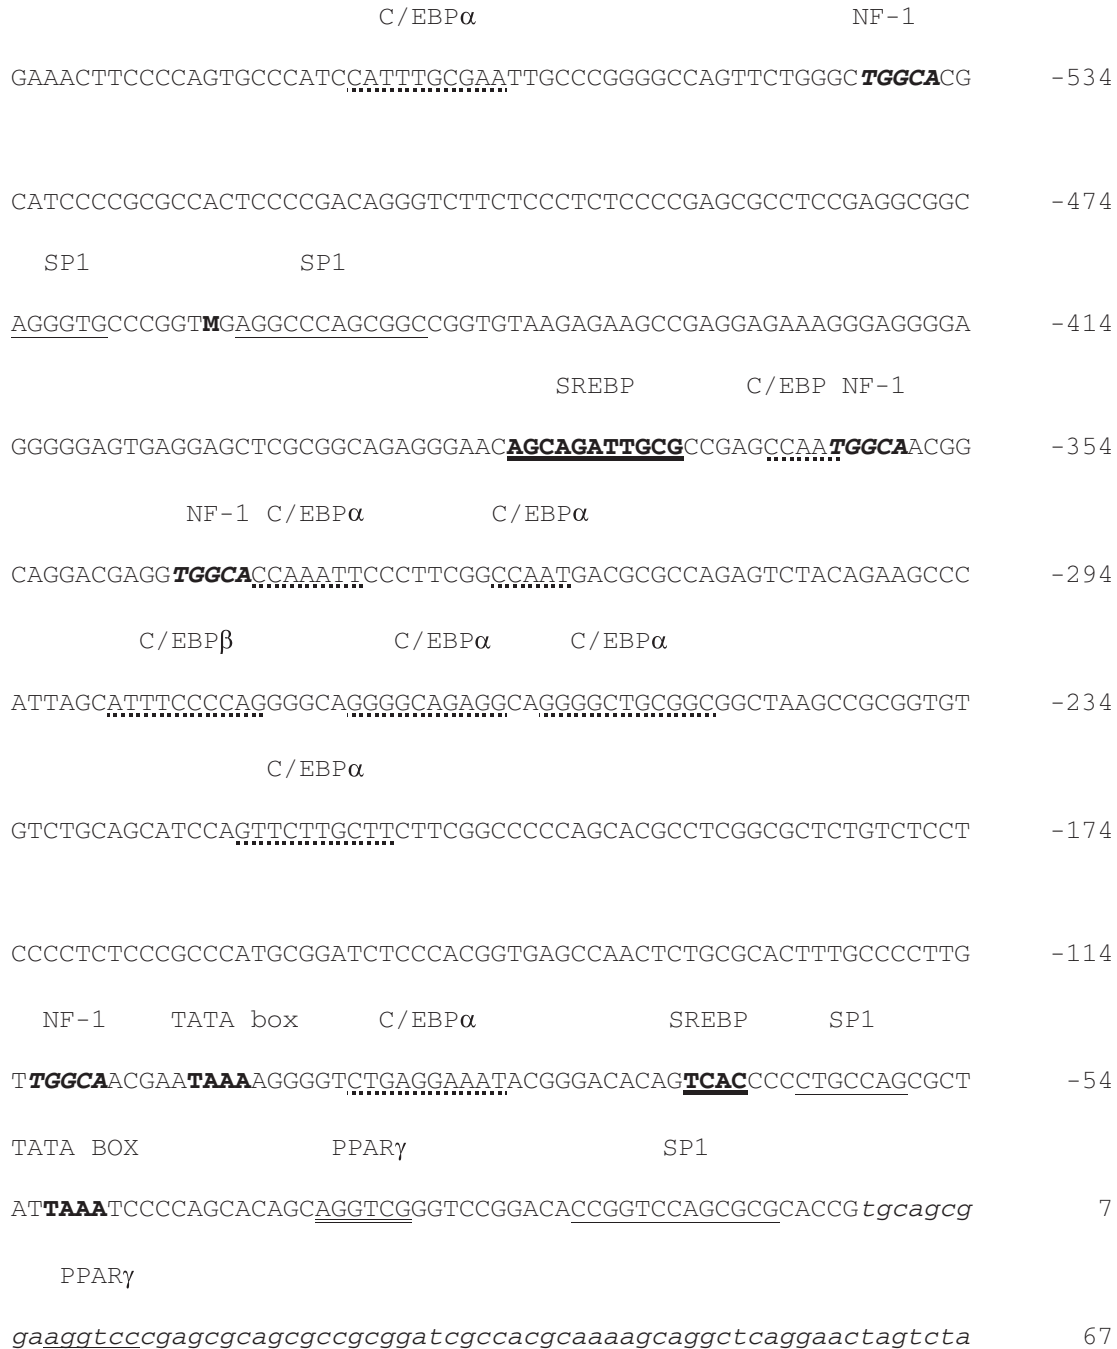 C/EBPα NF-1
GAAACTTCCCCAGTGCCCATCCATTTGCGAATTGCCCGGGGCCAGTTCTGGGCTGGCACG -534
CATCCCCGCGCCACTCCCCGACAGGGTCTTCTCCCTCTCCCCGAGCGCCTCCGAGGCGGC -474
SP1 SP1
AGGGTGCCCGGTMGAGGCCCAGCGGCCGGTGTAAGAGAAGCCGAGGAGAAAGGGAGGGGA -414
SREBP C/EBP NF-1
GGGGGAGTGAGGAGCTCGCGGCAGAGGGAACAGCAGATTGCGCCGAGCCAATGGCAACGG -354
NF-1 C/EBPα C/EBPα
CAGGACGAGGTGGCACCAAATTCCCTTCGGCCAATGACGCGCCAGAGTCTACAGAAGCCC -294
C/EBPβ C/EBPα C/EBPα
ATTAGCATTTCCCCAGGGGCAGGGGCAGAGGCAGGGGCTGCGGCGGCTAAGCCGCGGTGT -234
C/EBPα
GTCTGCAGCATCCAGTTCTTGCTTCTTCGGCCCCCAGCACGCCTCGGCGCTCTGTCTCCT -174
CCCCTCTCCCGCCCATGCGGATCTCCCACGGTGAGCCAACTCTGCGCACTTTGCCCCTTG -114
NF-1 TATA box C/EBPα SREBP SP1
TTGGCAACGAATAAAAGGGGTCTGAGGAAATACGGGACACAGTCACCCCCTGCCAGCGCT -54
TATA BOX PPARγ SP1
ATTAAATCCCCAGCACAGCAGGTCGGGTCCGGACACCGGTCCAGCGCGCACCGtgcagcg 7
PPARγ
gaaggtcccgagcgcagcgccgcggatcgccacgcaaaagcaggctcaggaactagtcta 67